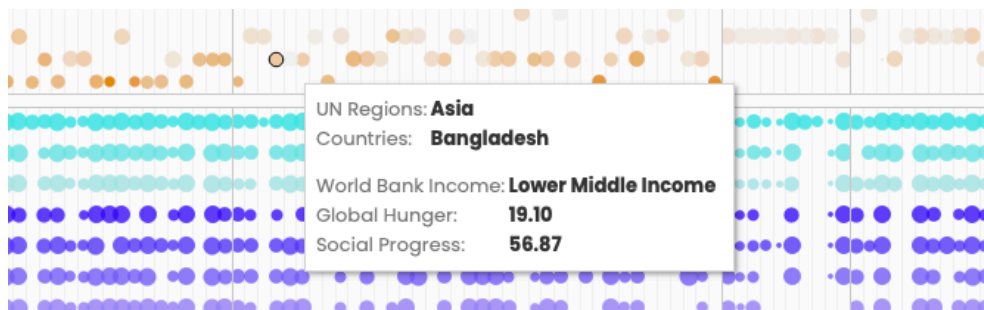 UN Regions: Asia
Countries: Bangladesh
World Bank Income: Lower Middle Income
Global Hunger: 19.10
Social Progress: 56.87